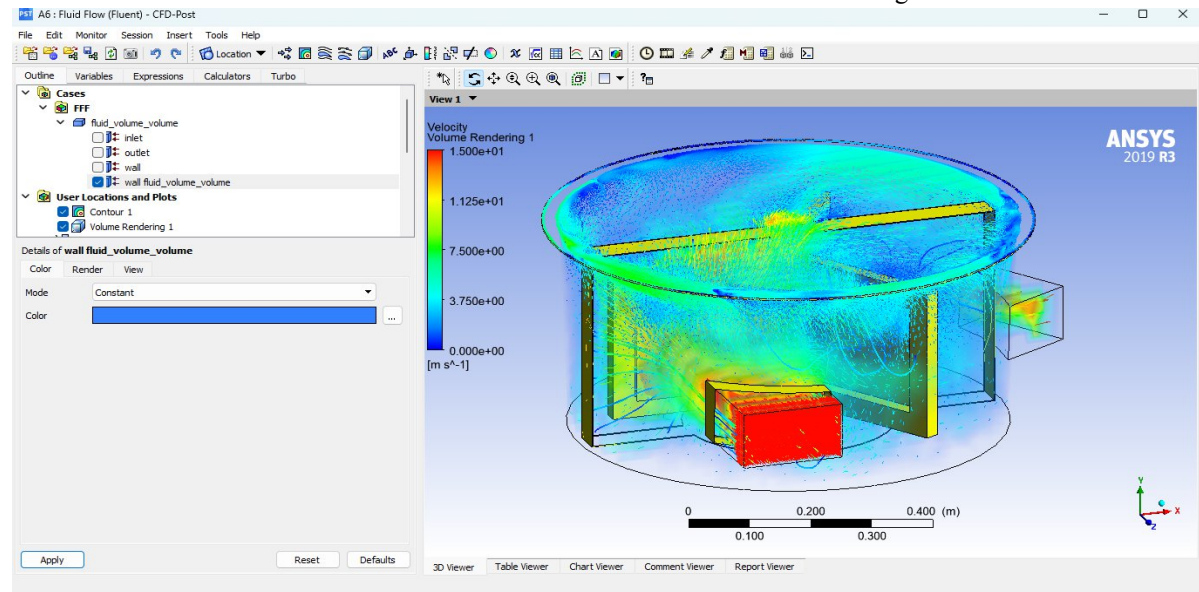 PST A6 : Fluid Flow (Fluent) - CFD-Post
File Edit Monitor Session Insert Tools Help
Location
Outline Variables Expressions Calculators Turbo
Cases
FFF
fluid_volume_volume
inlet
outlet
wall
wall fluid_volume_volume
User Locations and Plots
Contour 1
Volume Rendering 1
Details of wall fluid_volume_volume
Color Render View
Mode Constant
Color ...
Apply Reset Defaults
View 1
Velocity
Volume Rendering 1
1.500e+01
1.125e+01
7.500e+00
3.750e+00
0.000e+00
[m s^-1]
ANSYS
2019 R3
0 0.200 0.400 (m)
0.100 0.300
Y
X
Z
3D Viewer Table Viewer Chart Viewer Comment Viewer Report Viewer